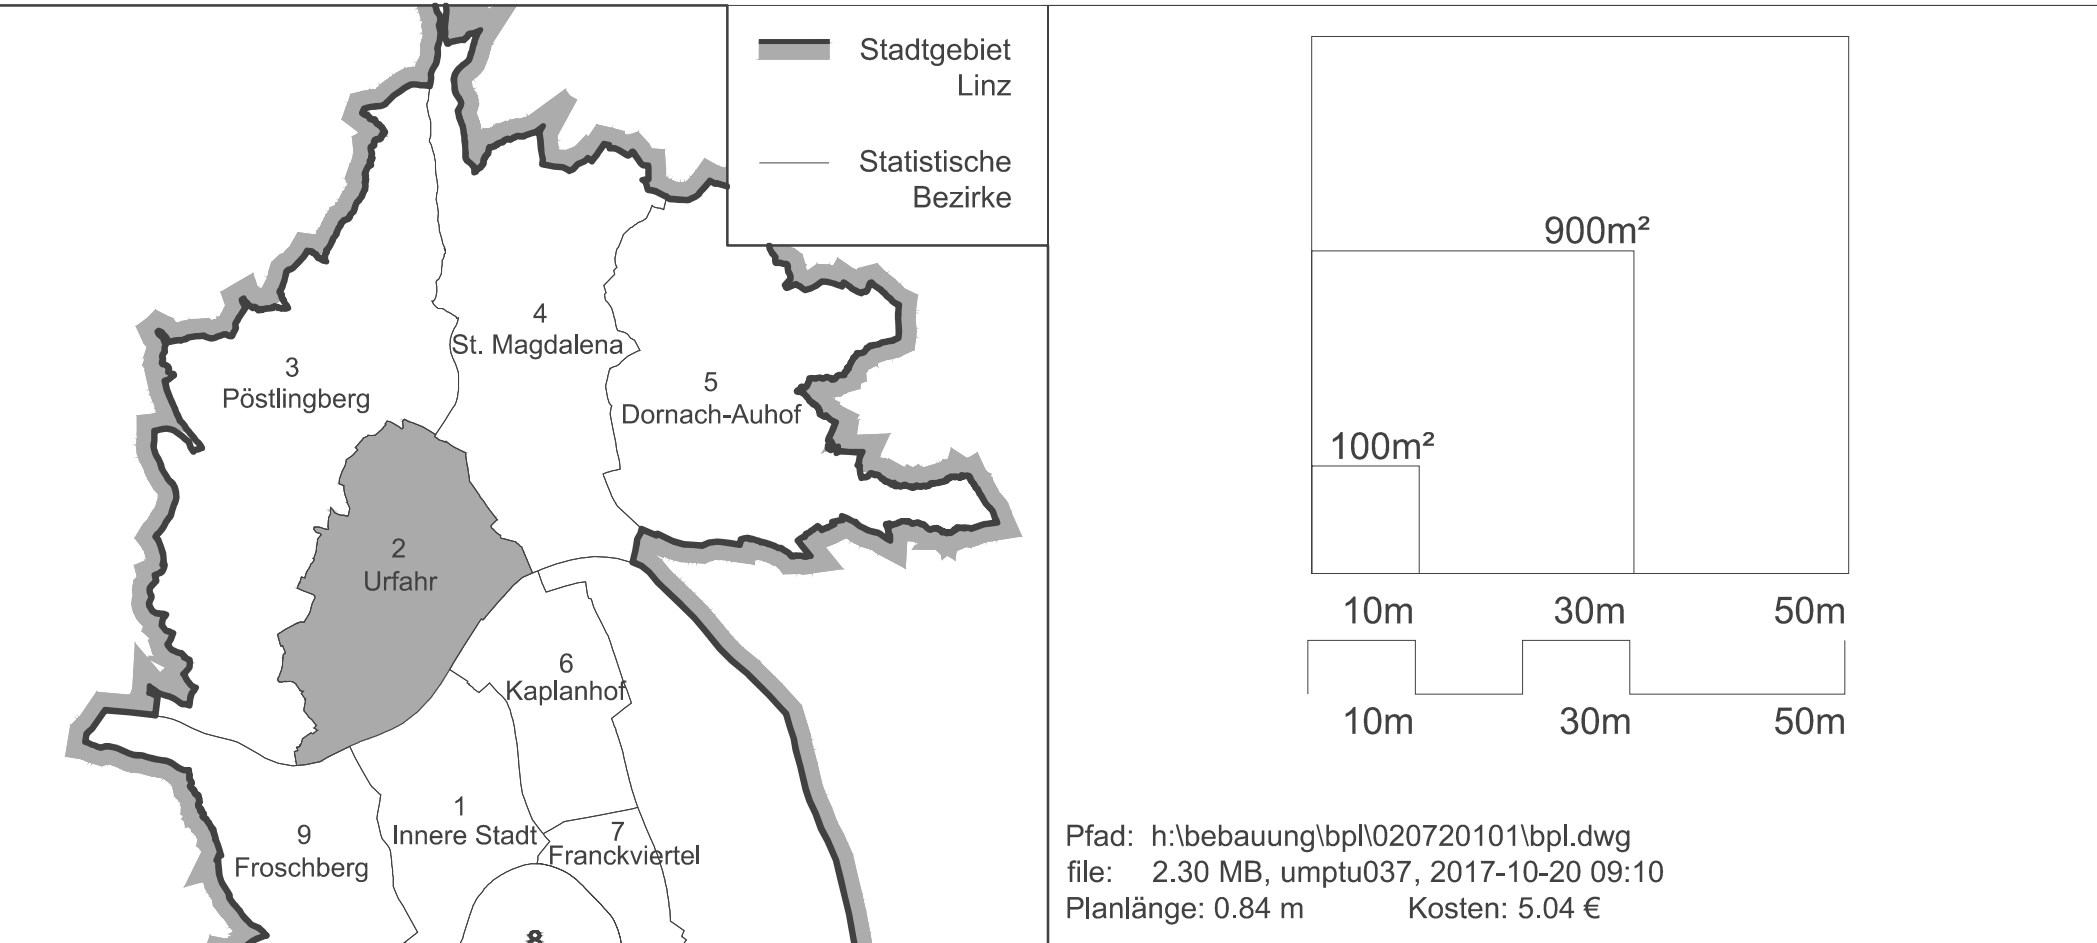 Stadtgebiet
Linz
Statistische
Bezirke
3
Pöstlingberg
4
St. Magdalena
5
Dornach-Auhof
2
Urfahr
6
Kaplanhof
1
Innere Stadt
7
Franckviertel
9
Froschberg
8
900m²
100m²
10m 30m 50m
10m 30m 50m
Pfad: h:\bebauung\bpl\020720101\bpl.dwg
file: 2.30 MB, umptu037, 2017-10-20 09:10
Planlänge: 0.84 m Kosten: 5.04 €